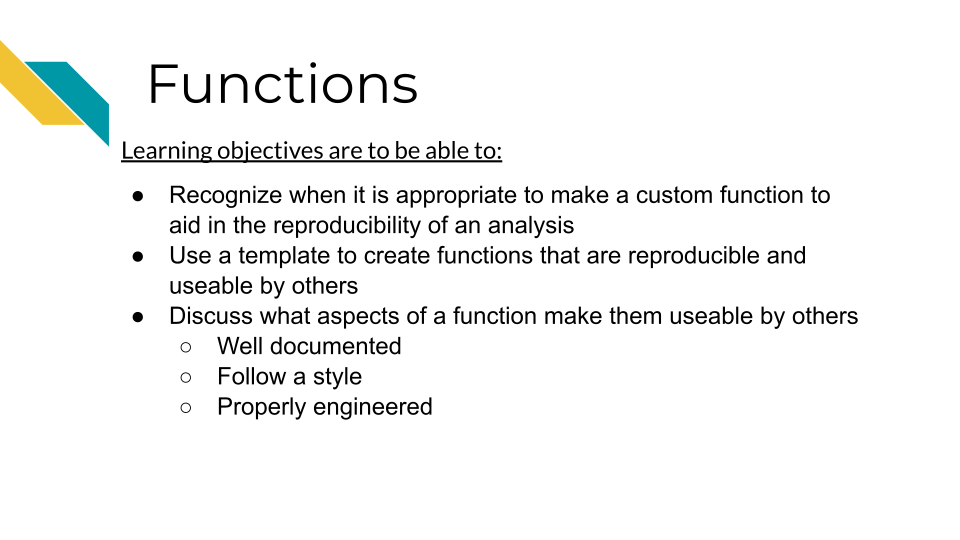 Functions
Learning objectives are to be able to:
● Recognize when it is appropriate to make a custom function to
aid in the reproducibility of an analysis
● Use a template to create functions that are reproducible and
useable by others
● Discuss what aspects of a function make them useable by others
○ Well documented
○ Follow a style
○ Properly engineered